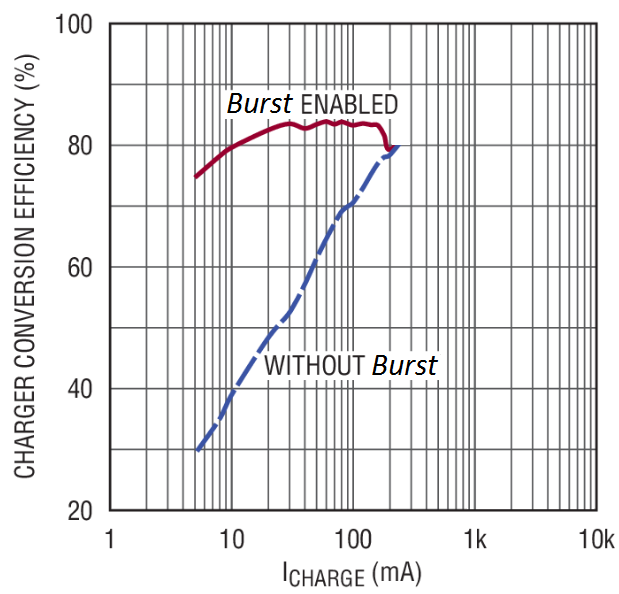 CHARGER CONVERSION EFFICIENCY (%)
100
80
60
40
20
Burst ENABLED
WITHOUT Burst
1 10 100 1k 10k
ICHARGE (mA)